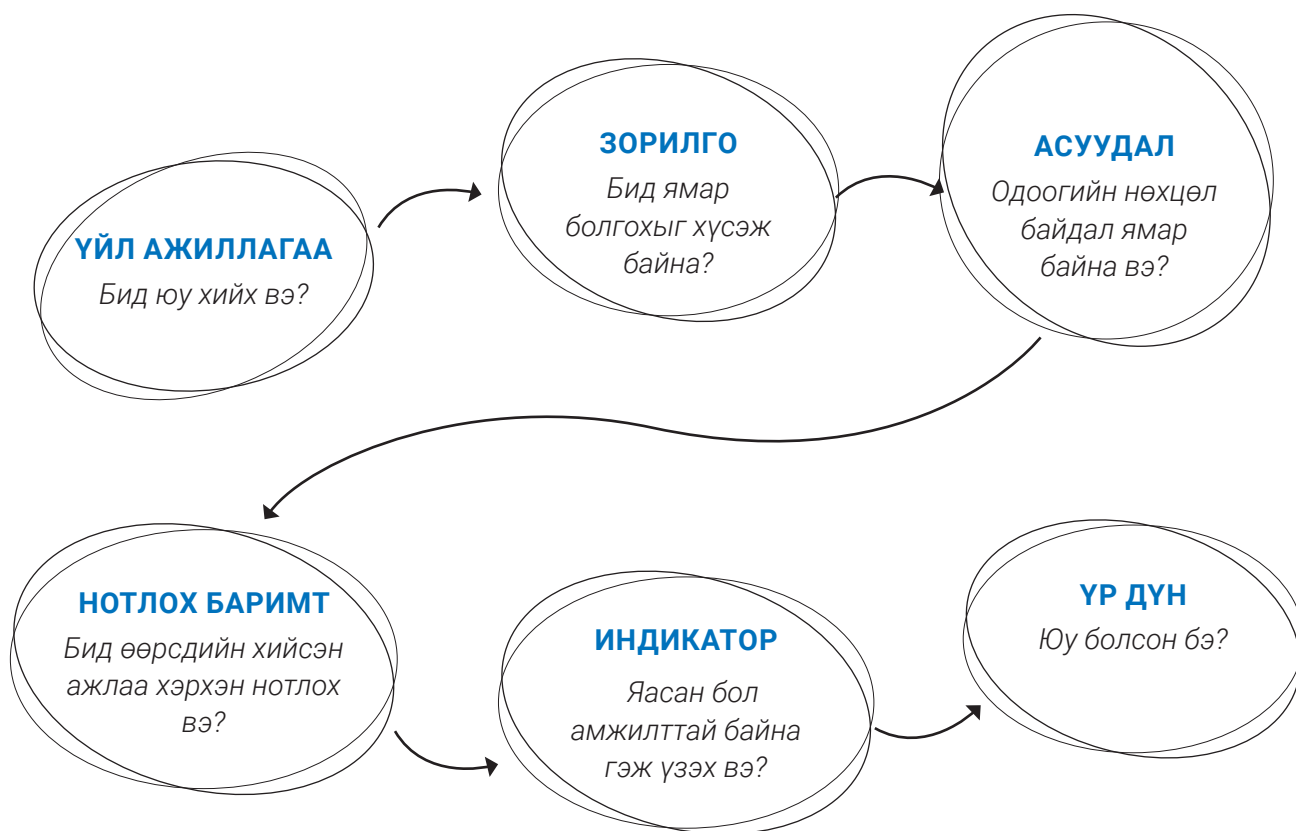 ҮЙЛ АЖИЛЛАГАА
Бид юу хийх вэ?
ЗОРИЛГО
Бид ямар
болгохыг хүсэж
байна?
АСУУДАЛ
Одоогийн нөхцөл
байдал ямар
байна вэ?
НОТЛОХ БАРИМТ
Бид өөрсдийн хийсэн
ажлаа хэрхэн нотлох
вэ?
ИНДИКАТОР
Яасан бол
амжилттай байна
гэж үзэх вэ?
ҮР ДҮН
Юу болсон бэ?